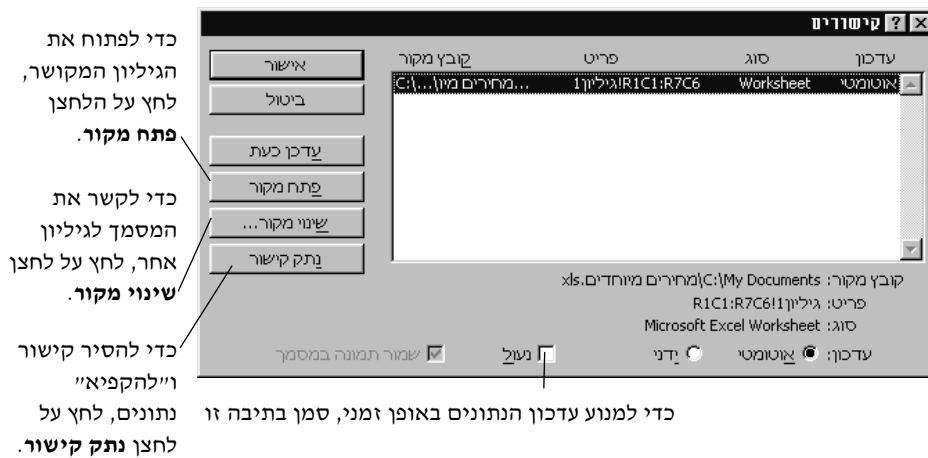 כדי לפתוח את
הגיליון המקושר,
לחץ על הלחצן
פתח מקור.
כדי לקשר את
המסמך לגיליון
אחר, לחץ על לחצן
שינוי מקור.
כדי להסיר קישור
ו״להקפיא״
נתונים, לחץ על
לחצן נתק קישור.
קישורים
עדכון סוג פריט קובץ מקור
אוטומטי Worksheet גיליון1!R1C1:R7C6 C:\...\מחירים מיו...
אישור
ביטול
עדכן כעת
פתח מקור
שינוי מקור...
נתק קישור
קובץ מקור: C:\My Documents\מחירים מיוחדים.xls
פריט: גיליון1!R1C1:R7C6
סוג: Microsoft Excel Worksheet
עדכון: אוטומטי ידני נעול שמור תמונה במסמך
כדי למנוע עדכון הנתונים באופן זמני, סמן בתיבה זו